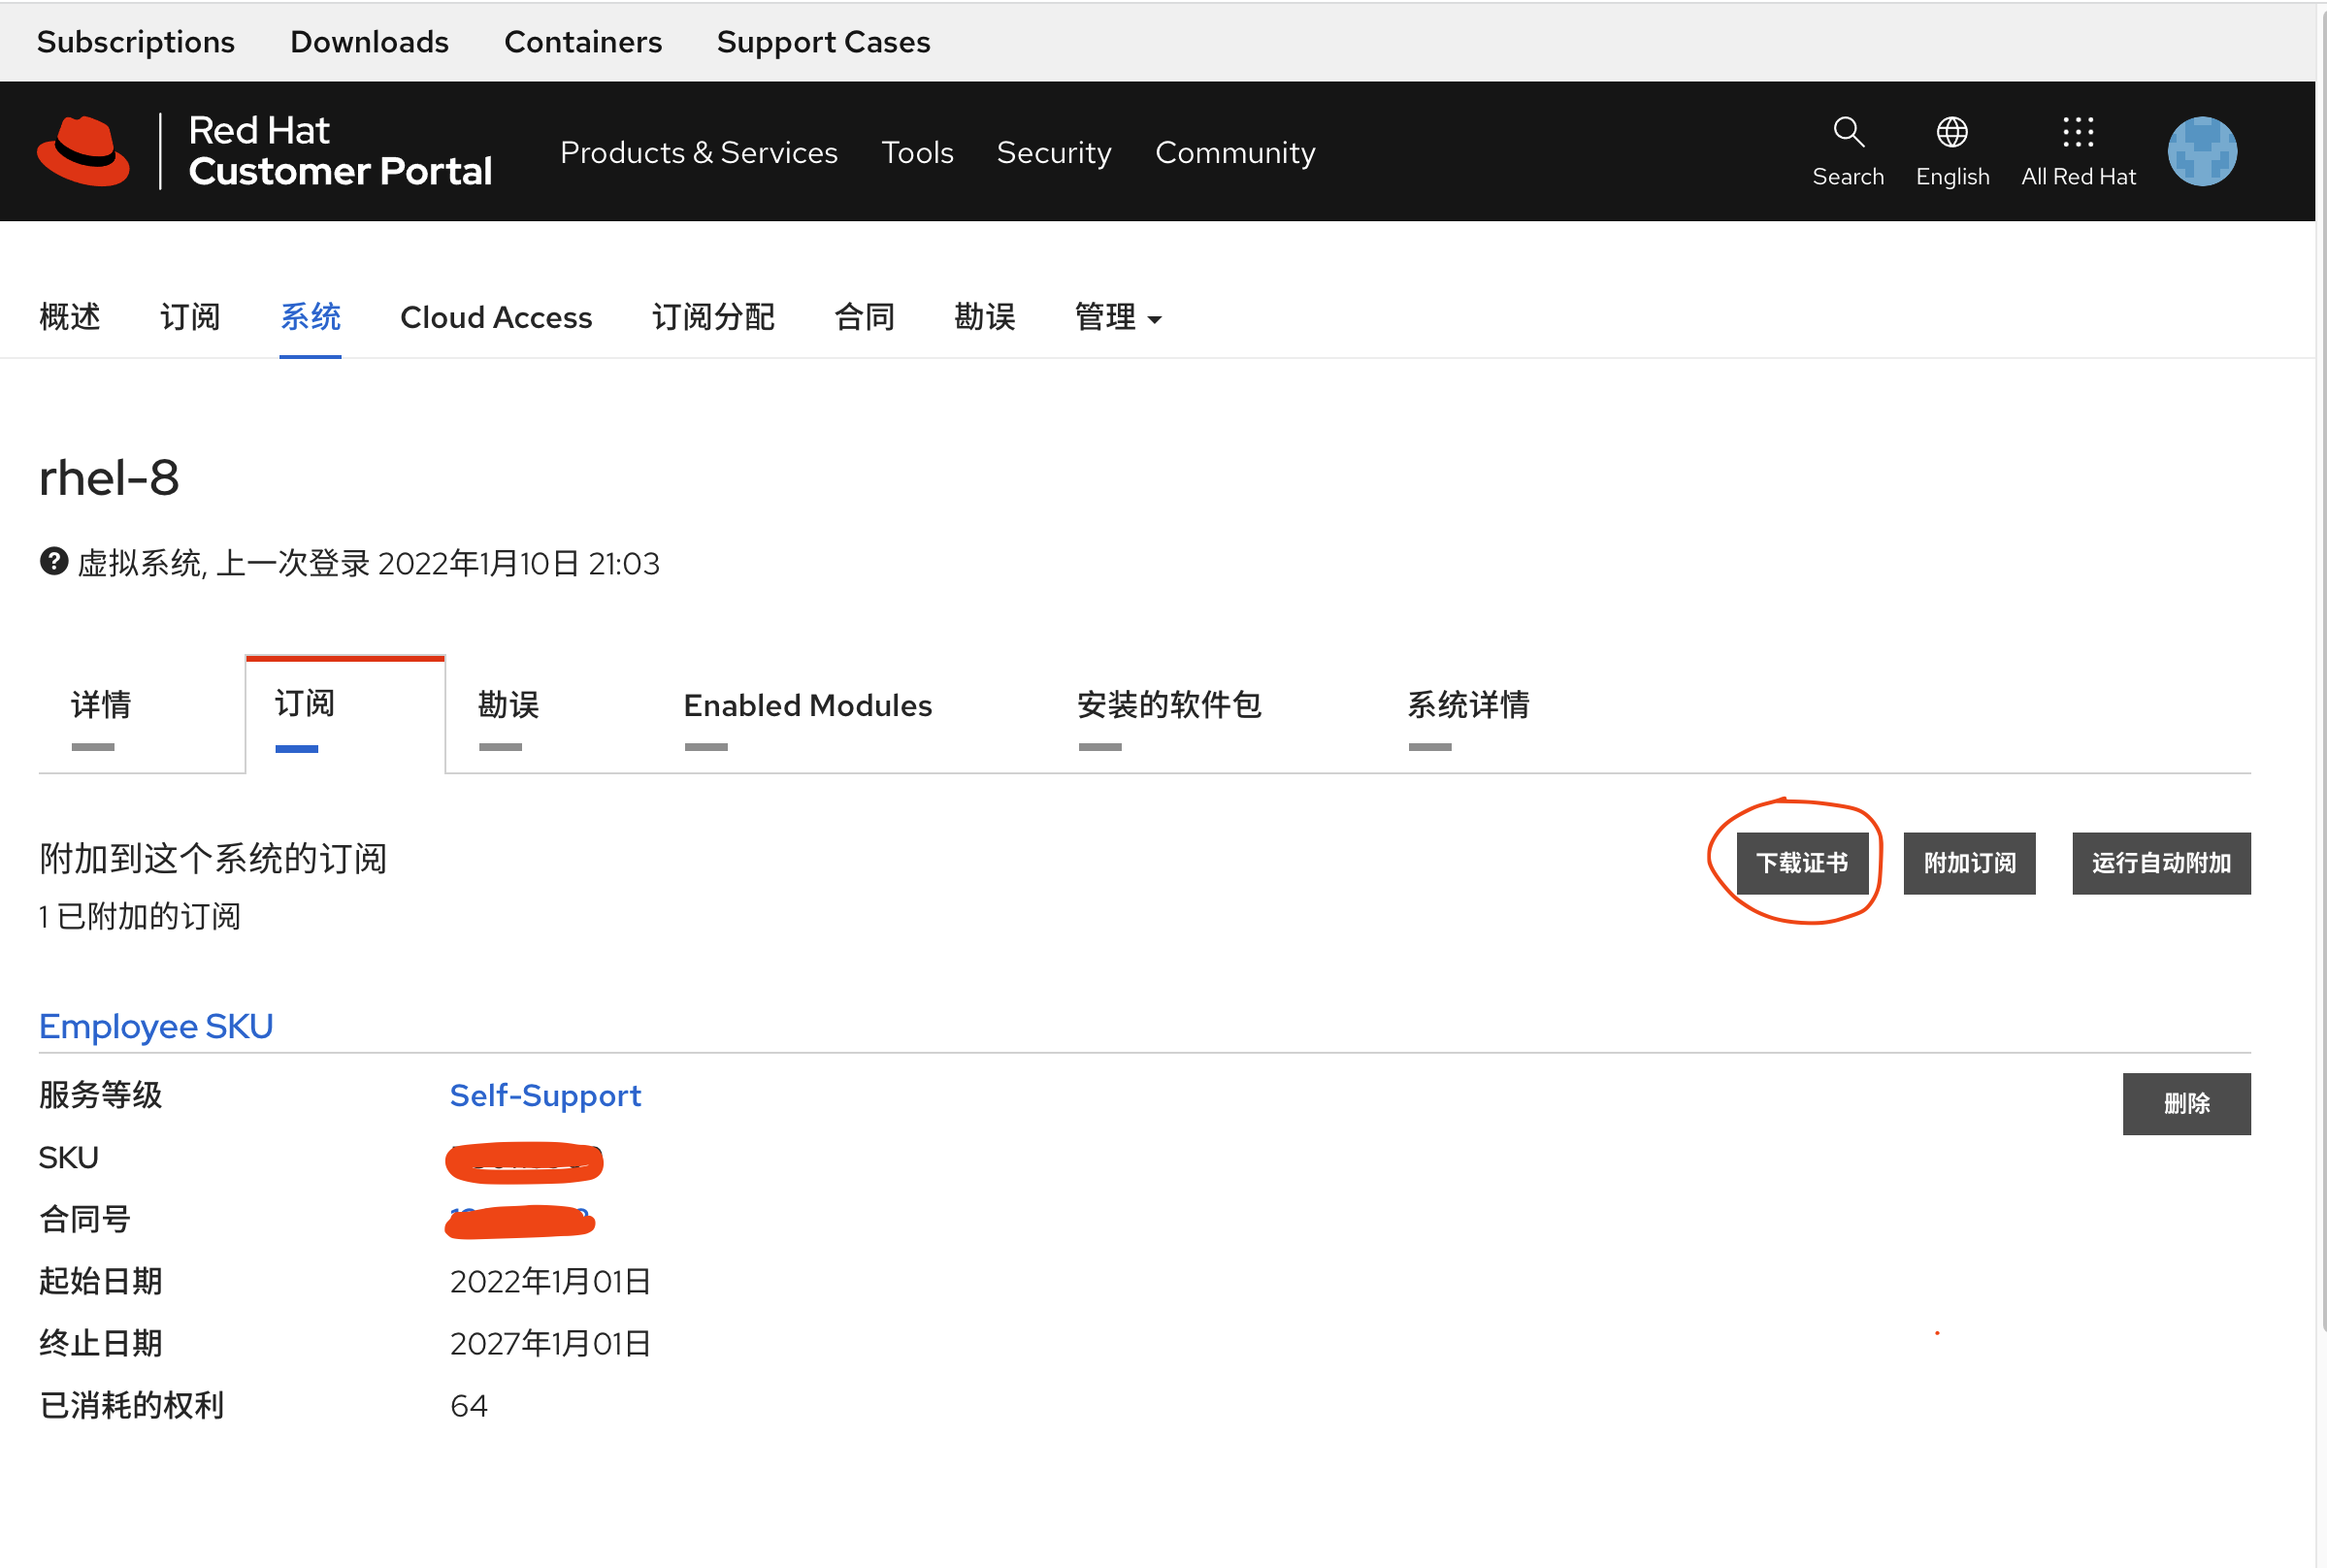 Subscriptions Downloads Containers Support Cases
Red Hat
Customer Portal
Products & Services Tools Security Community
Search English All Red Hat
概述 订阅 系统 Cloud Access 订阅分配 合同 勘误 管理
rhel-8
? 虚拟系统, 上一次登录 2022年1月10日 21:03
详情 订阅 勘误 Enabled Modules 安装的软件包 系统详情
附加到这个系统的订阅
下载证书 附加订阅 运行自动附加
1 已附加的订阅
Employee SKU
服务等级 Self-Support
删除
SKU
合同号
起始日期 2022年1月01日
终止日期 2027年1月01日
已消耗的权利 64